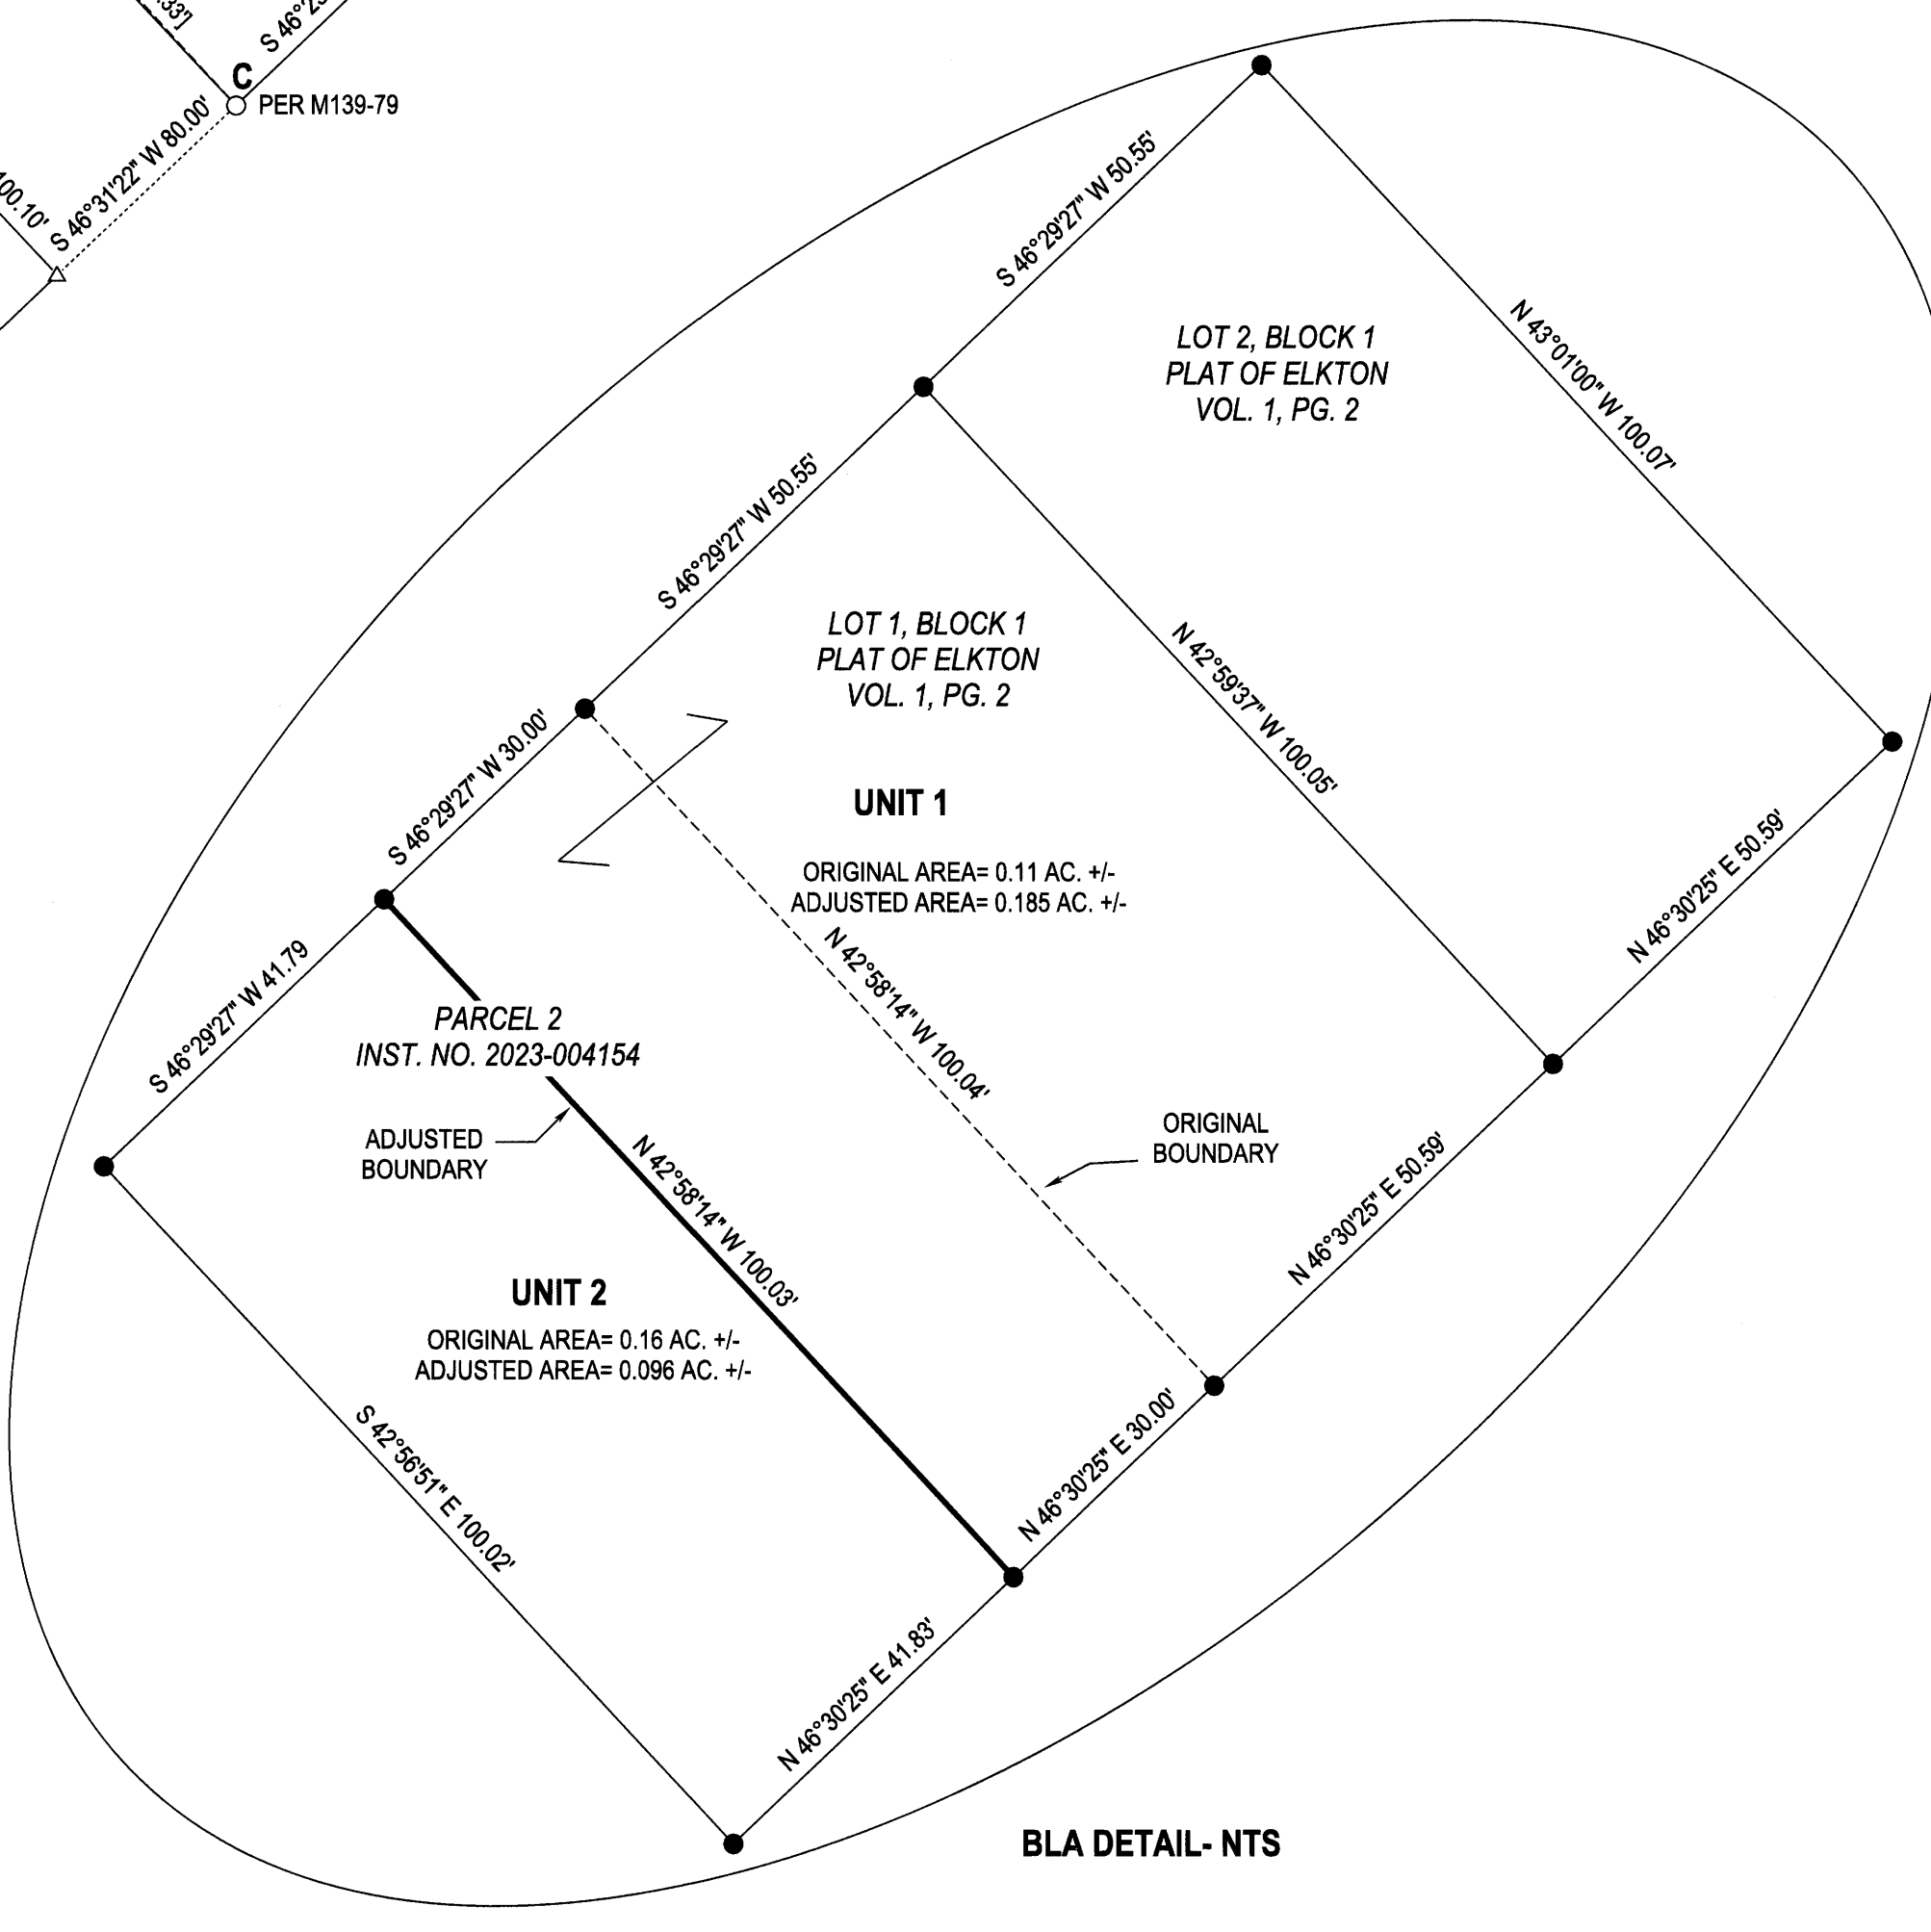 S 46°
C
PER M139-79
S 46°31'22" W 80.00'
100.10'
S 46°29'27" W 50.55'
LOT 2, BLOCK 1
PLAT OF ELKTON
VOL. 1, PG. 2
N 43°01'00" W 100.07'
S 46°29'27" W 50.55'
LOT 1, BLOCK 1
PLAT OF ELKTON
VOL. 1, PG. 2
N 42°59'37" W 100.05'
S 46°29'27" W 30.00'
UNIT 1
ORIGINAL AREA= 0.11 AC. +/-
ADJUSTED AREA= 0.185 AC. +/-
N 46°30'25" E 50.59'
S 46°29'27" W 41.79
PARCEL 2
INST. NO. 2023-004154
N 42°58'14" W 100.04'
ADJUSTED
BOUNDARY
ORIGINAL
BOUNDARY
N 42°58'14" W 100.03'
N 46°30'25" E 50.59'
UNIT 2
ORIGINAL AREA= 0.16 AC. +/-
ADJUSTED AREA= 0.096 AC. +/-
S 42°56'51" E 100.02'
N 46°30'25" E 30.00'
N 46°30'25" E 41.83'
BLA DETAIL- NTS